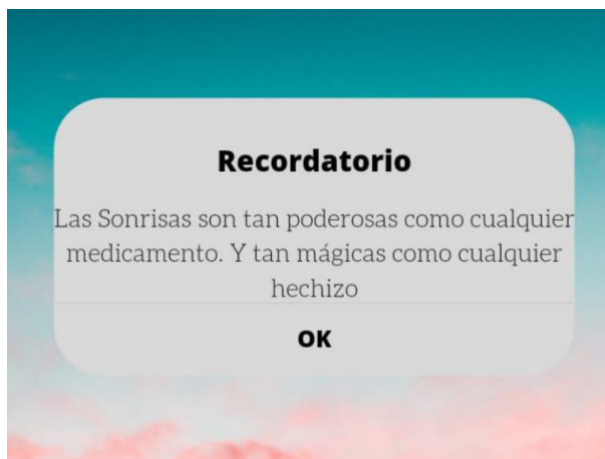 Recordatorio
Las Sonrisas son tan poderosas como cualquier
medicamento. Y tan mágicas como cualquier
hechizo
OK